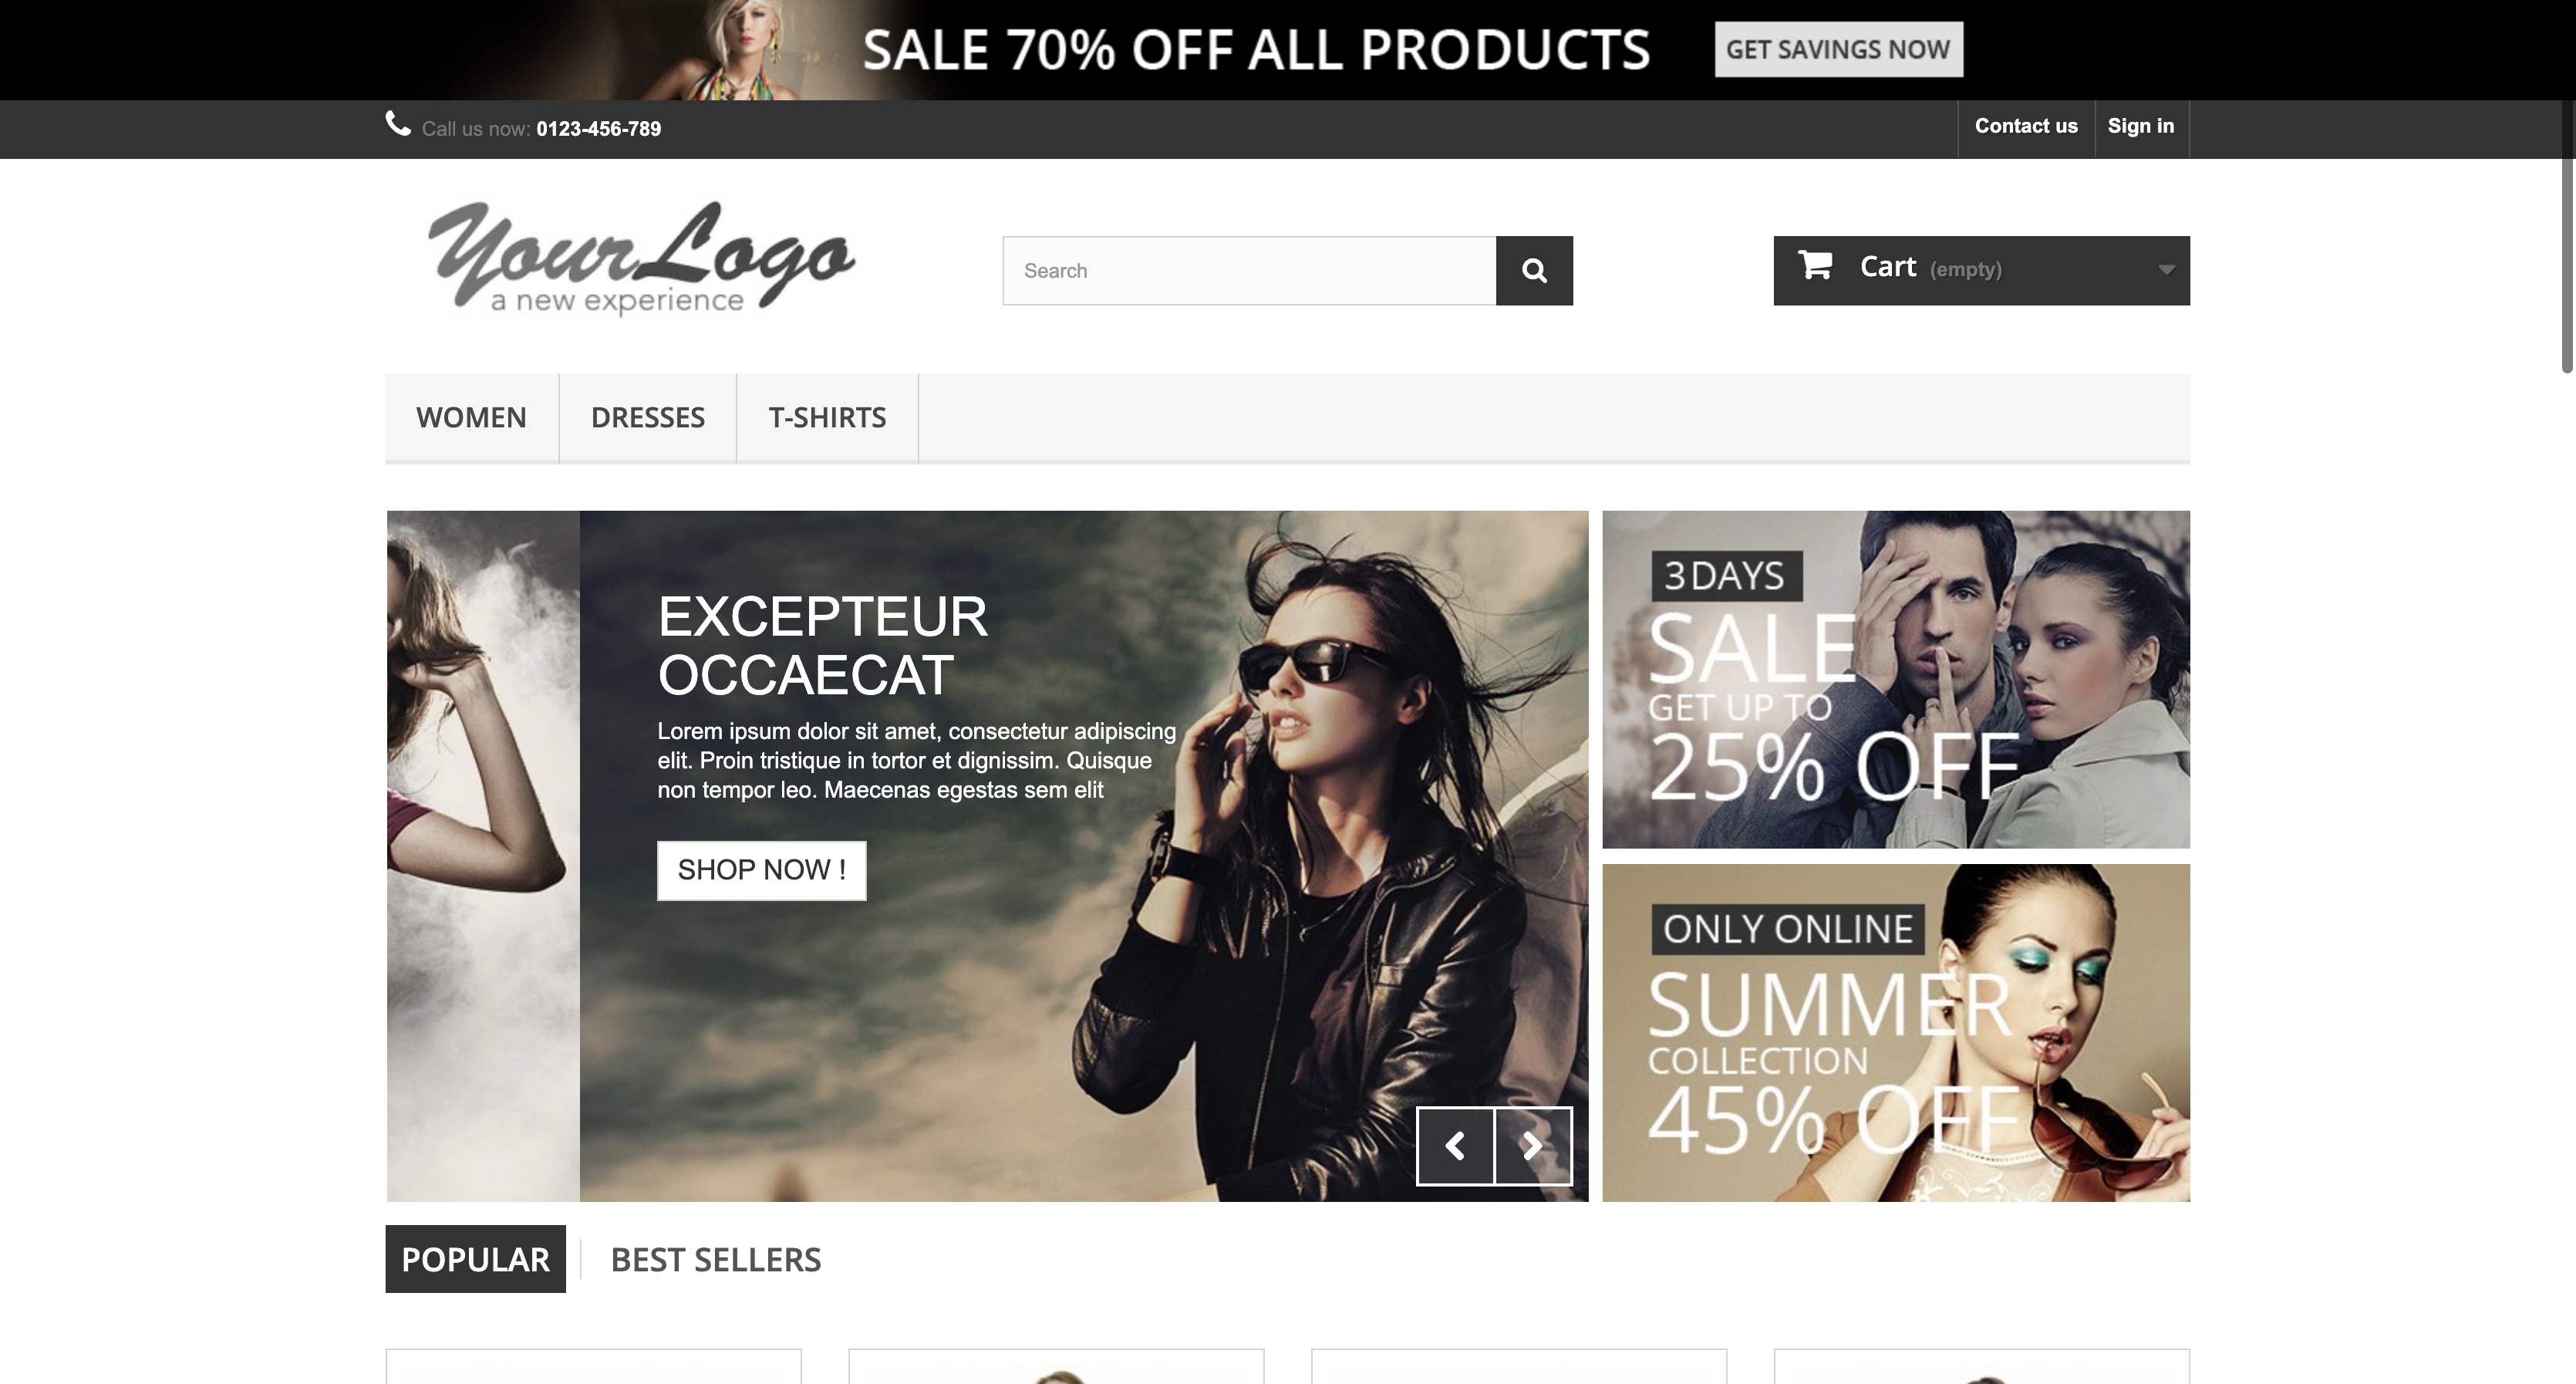 SALE 70% OFF ALL PRODUCTS
GET SAVINGS NOW
Call us now: 0123-456-789
Contact us
Sign in
YourLogo
a new experience
Search
Cart (empty)
WOMEN
DRESSES
T-SHIRTS
EXCEPTEUR
OCCAECAT
Lorem ipsum dolor sit amet, consectetur adipiscing
elit. Proin tristique in tortor et dignissim. Quisque
non tempor leo. Maecenas egestas sem elit
SHOP NOW !
3 DAYS
SALE
GET UP TO
25% OFF
ONLY ONLINE
SUMMER
COLLECTION
45% OFF
POPULAR
BEST SELLERS